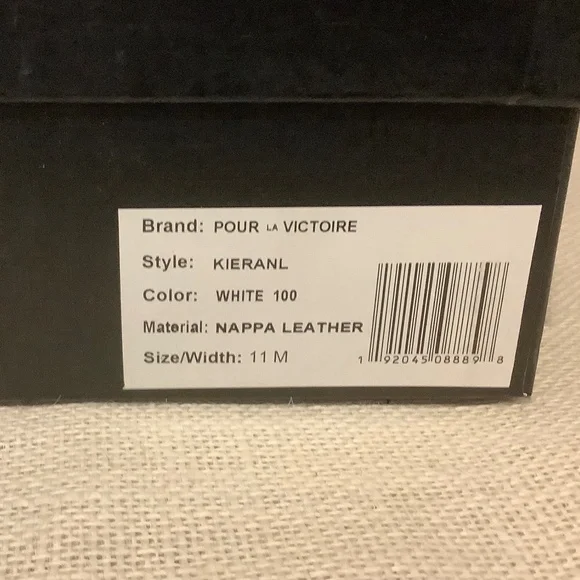 Brand: POUR LA VICTOIRE
Style: KIERANL
Color: WHITE 100
Material: NAPPA LEATHER
Size/Width: 11 M
1 92045 08889 8